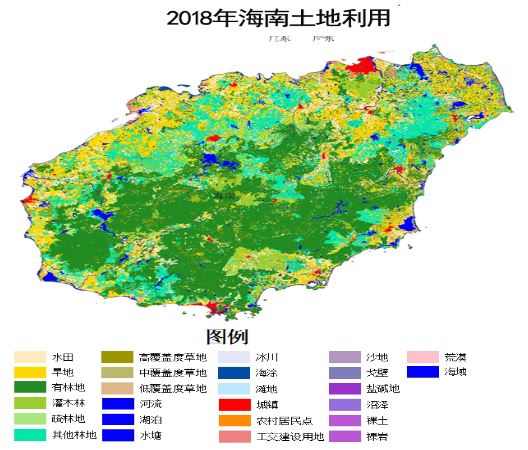 2018年海南土地利用
广东 广东
海南
图例
水田
旱地
有林地
灌木林
疏林地
其他林地
高覆盖度草地
中覆盖度草地
低覆盖度草地
河流
湖泊
水塘
冰川
海涂
滩地
城镇
农村居民点
工交建设用地
沙地
戈壁
盐碱地
沼泽
裸土
裸岩
荒漠
海域